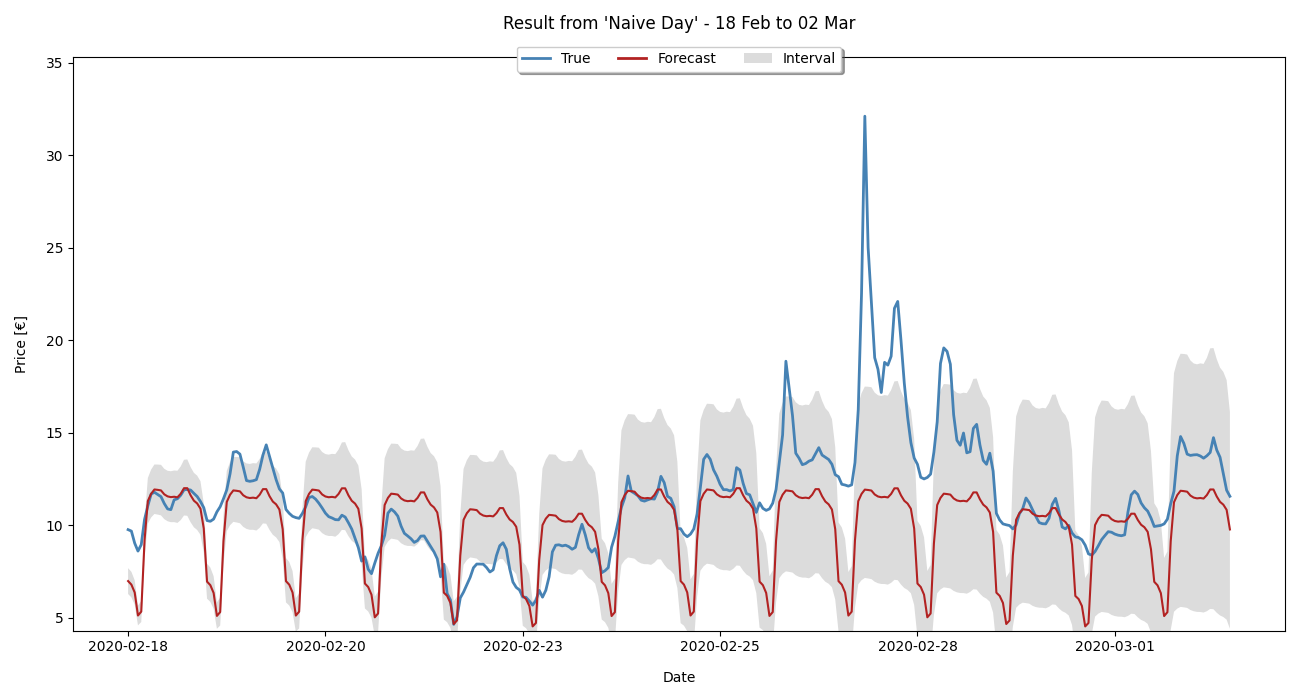 Result from 'Naive Day' - 18 Feb to 02 Mar
True
Forecast
Interval
35
30
25
20
15
10
5
Price [€]
2020-02-18
2020-02-20
2020-02-23
2020-02-25
2020-02-28
2020-03-01
Date